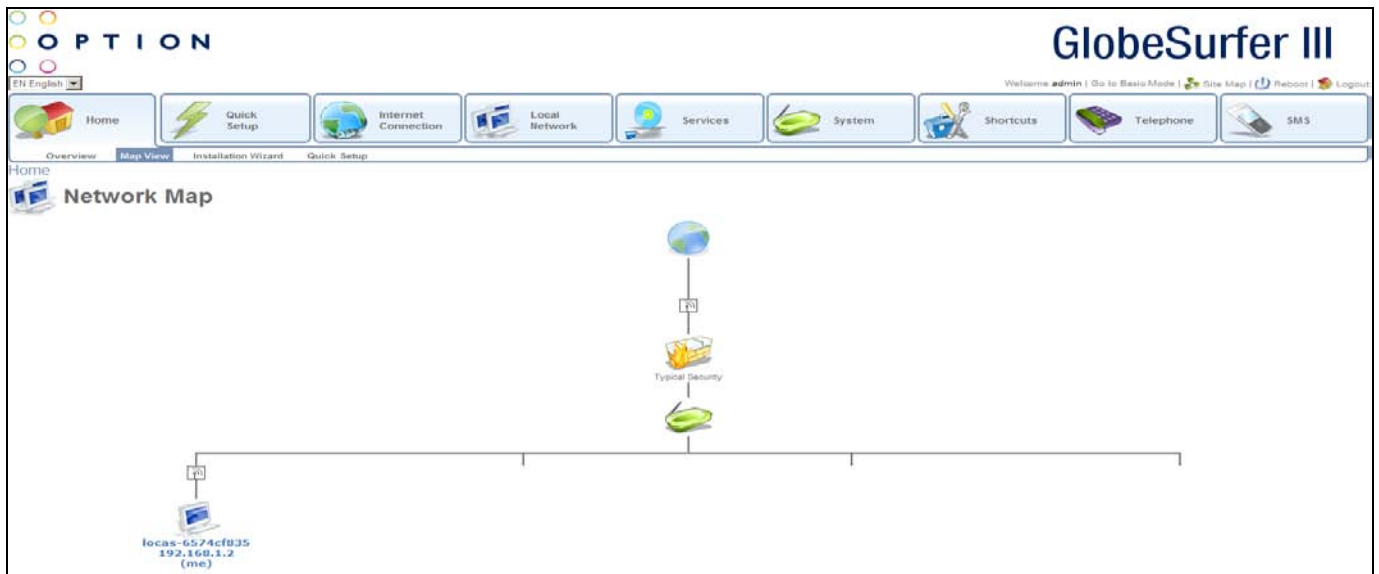 OPTION
GlobeSurfer III
EN English
Welcome admin | Go to Basic Mode | Site Map | Reboot | Logout
Home
Quick Setup
Internet Connection
Local Network
Services
System
Shortcuts
Telephone
SMS
Overview Map View Installation Wizard Quick Setup
Home
Network Map
Typical Security
locas-6574cf835
192.168.1.2
(me)